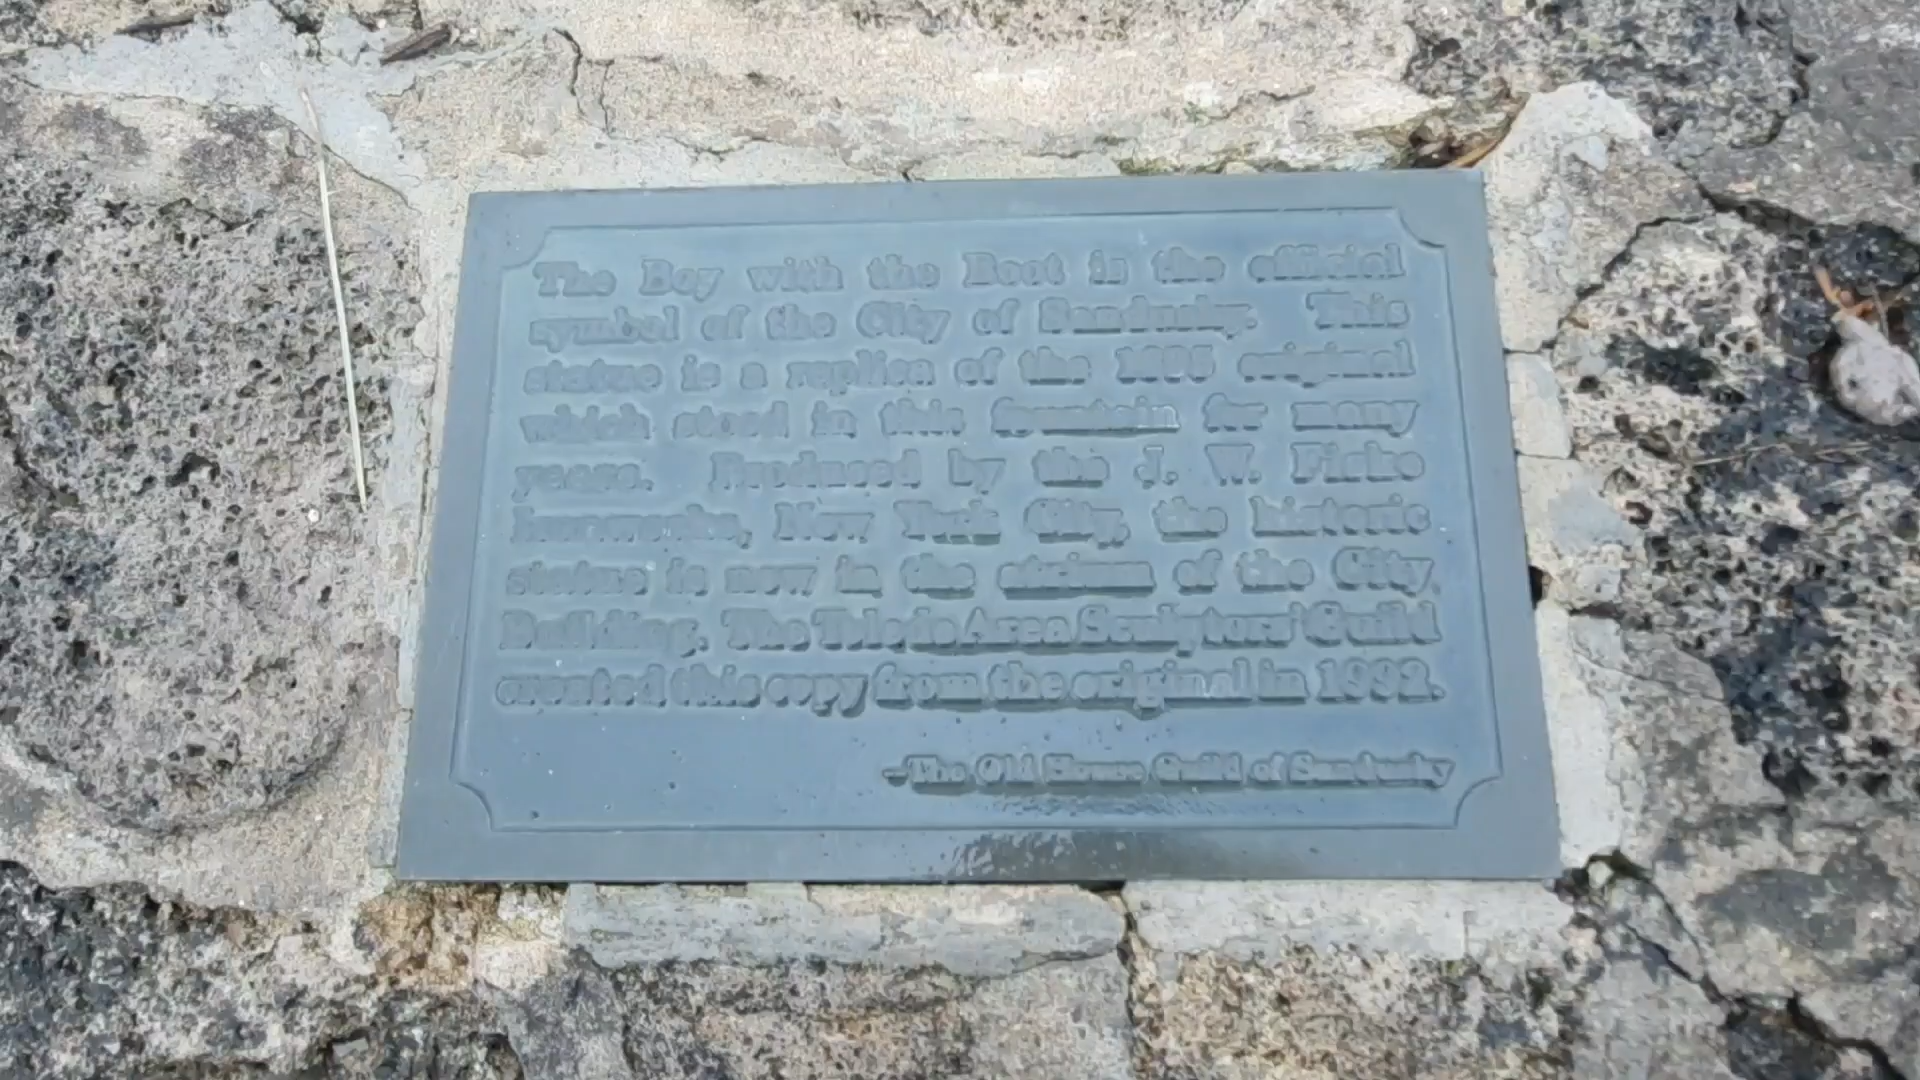 The Boy with the Boot is the official
symbol of the City of Sandusky. This
statue is a replica of the 1895 original
which stood in this fountain for many
years. Produced by the J. W. Fiske
Ironworks, New York City, the historic
statue is now in the atrium of the City
Building. The Toledo Area Sculptors' Guild
created this copy from the original in 1992.
-The Old House Guild of Sandusky